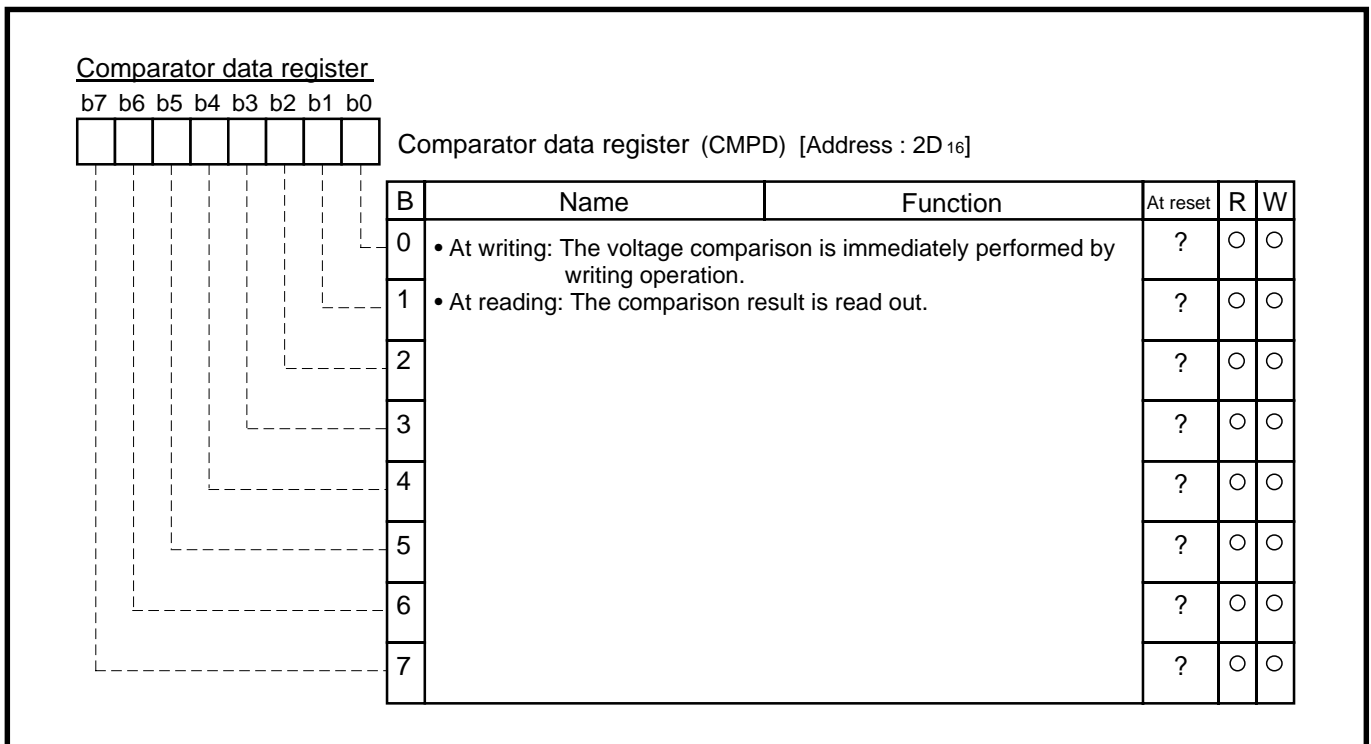 Comparator data register
b7 b6 b5 b4 b3 b2 b1 b0
Comparator data register (CMPD) [Address : 2D16]
B Name Function At reset R W
0 • At writing: The voltage comparison is immediately performed by ? ○ ○
writing operation.
1 • At reading: The comparison result is read out. ? ○ ○
2 ? ○ ○
3 ? ○ ○
4 ? ○ ○
5 ? ○ ○
6 ? ○ ○
7 ? ○ ○